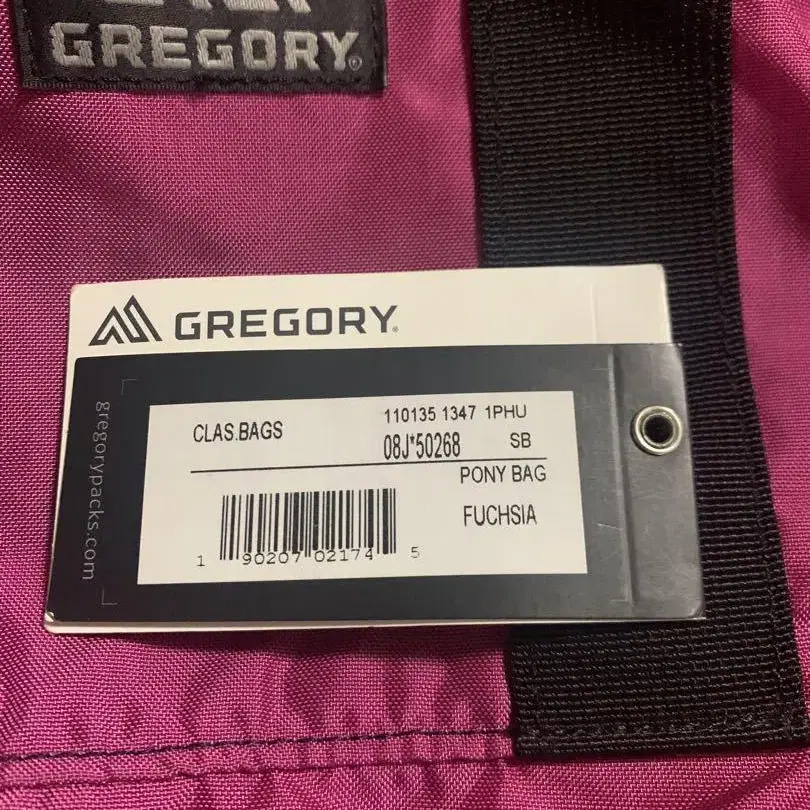 GREGORY®
GREGORY®
gregorypacks.com
CLAS.BAGS
110135 1347 1PHU
08J*50268 SB
PONY BAG
FUCHSIA
1 90207 02174 5